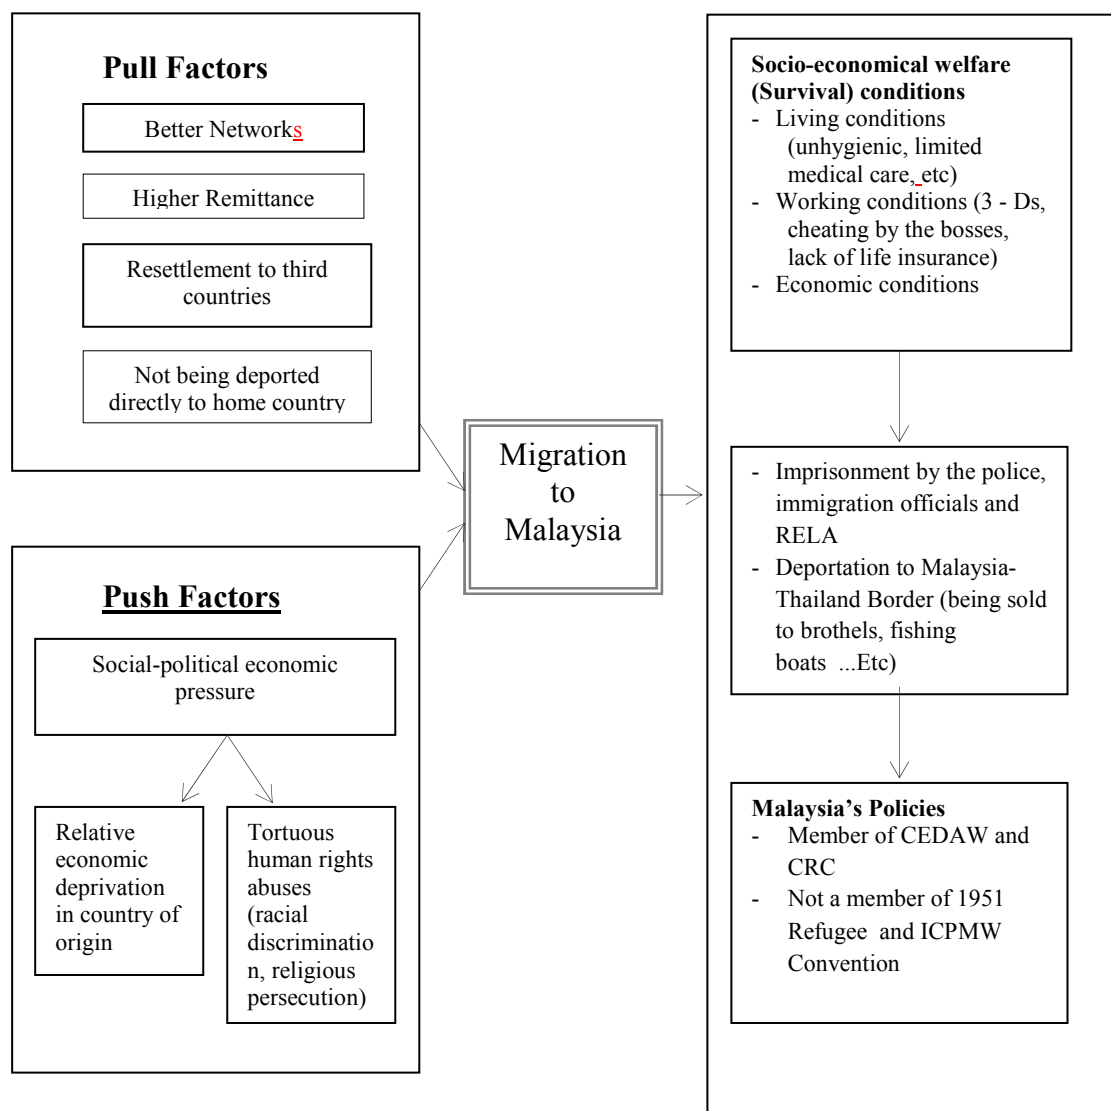 Pull Factors
Better Networks
Higher Remittance
Resettlement to third
countries
Not being deported
directly to home country
Push Factors
Social-political economic
pressure
Relative
economic
deprivation
in country of
origin
Tortuous
human rights
abuses
(racial
discriminatio
n, religious
persecution)
Migration
to
Malaysia
Socio-economical welfare
(Survival) conditions
- Living conditions
(unhygienic, limited
medical care, etc)
- Working conditions (3 - Ds,
cheating by the bosses,
lack of life insurance)
- Economic conditions
- Imprisonment by the police,
immigration officials and
RELA
- Deportation to Malaysia-
Thailand Border (being sold
to brothels, fishing
boats ...Etc)
Malaysia’s Policies
- Member of CEDAW and
CRC
- Not a member of 1951
Refugee and ICPMW
Convention